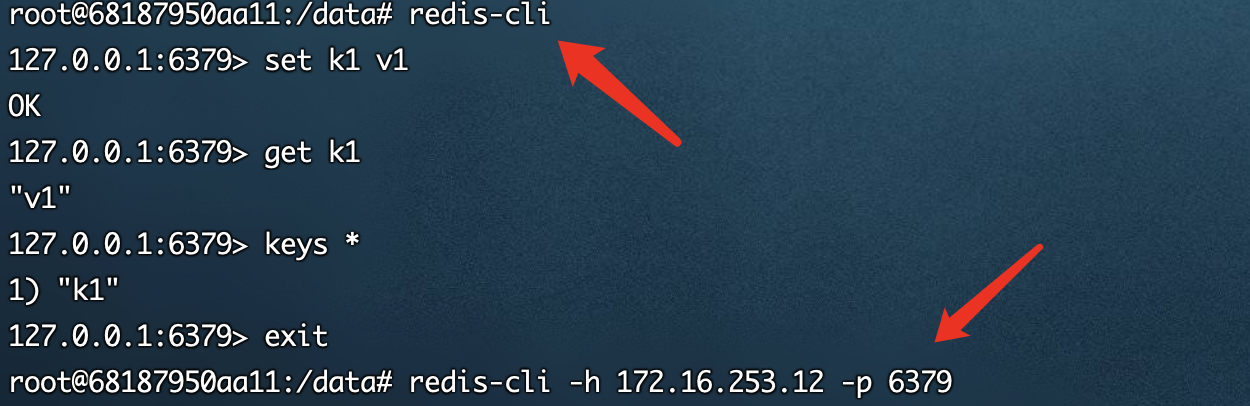 root@68187950aa11:/data# redis-cli
127.0.0.1:6379> set k1 v1
OK
127.0.0.1:6379> get k1
"v1"
127.0.0.1:6379> keys *
1) "k1"
127.0.0.1:6379> exit
root@68187950aa11:/data# redis-cli -h 172.16.253.12 -p 6379